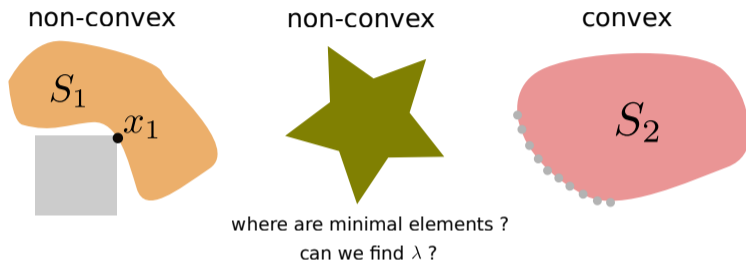 non-convex
non-convex
convex
S₁
x₁
S₂
where are minimal elements ?
can we find λ ?